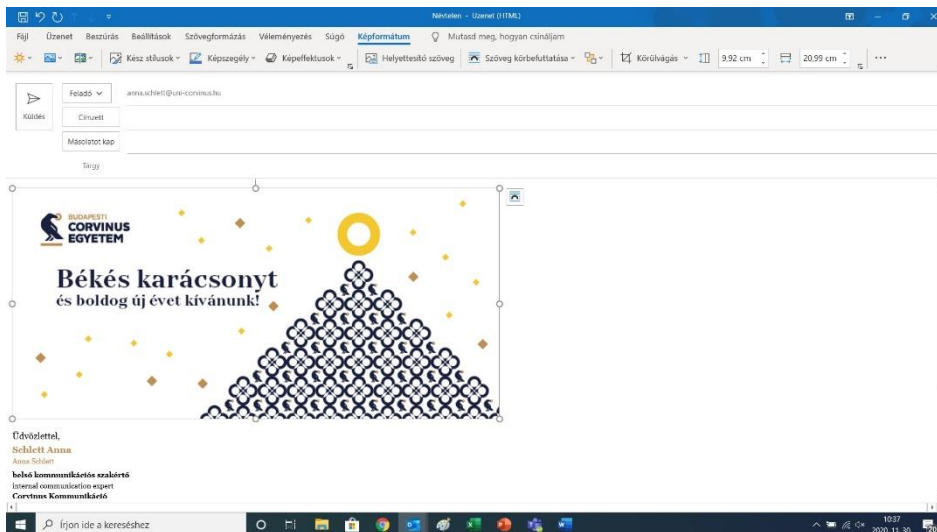 Névtelen - Üzenet (HTML)
Fájl Üzenet Beszúrás Beállítások Szövegformázás Véleményezés Súgó Képformátum Mutasd meg, hogyan csináljam
Kész stílusok Képszegély Képeffektusok Helyettesítő szöveg Szöveg körbefuttatása Körülvágás 9,92 cm 20,99 cm
Küldés
Feladó anna.schlett@uni-corvinus.hu
Címzett
Másolatot kap
Tárgy
BUDAPESTI
CORVINUS
EGYETEM
Békés karácsonyt
és boldog új évet kívánunk!
Üdvözlettel,
Schlett Anna
Anna Schlett
belső kommunikációs szakértő
internal communication expert
Corvinus Kommunikáció
Írjon ide a kereséshez
10:37
2020. 11. 30.